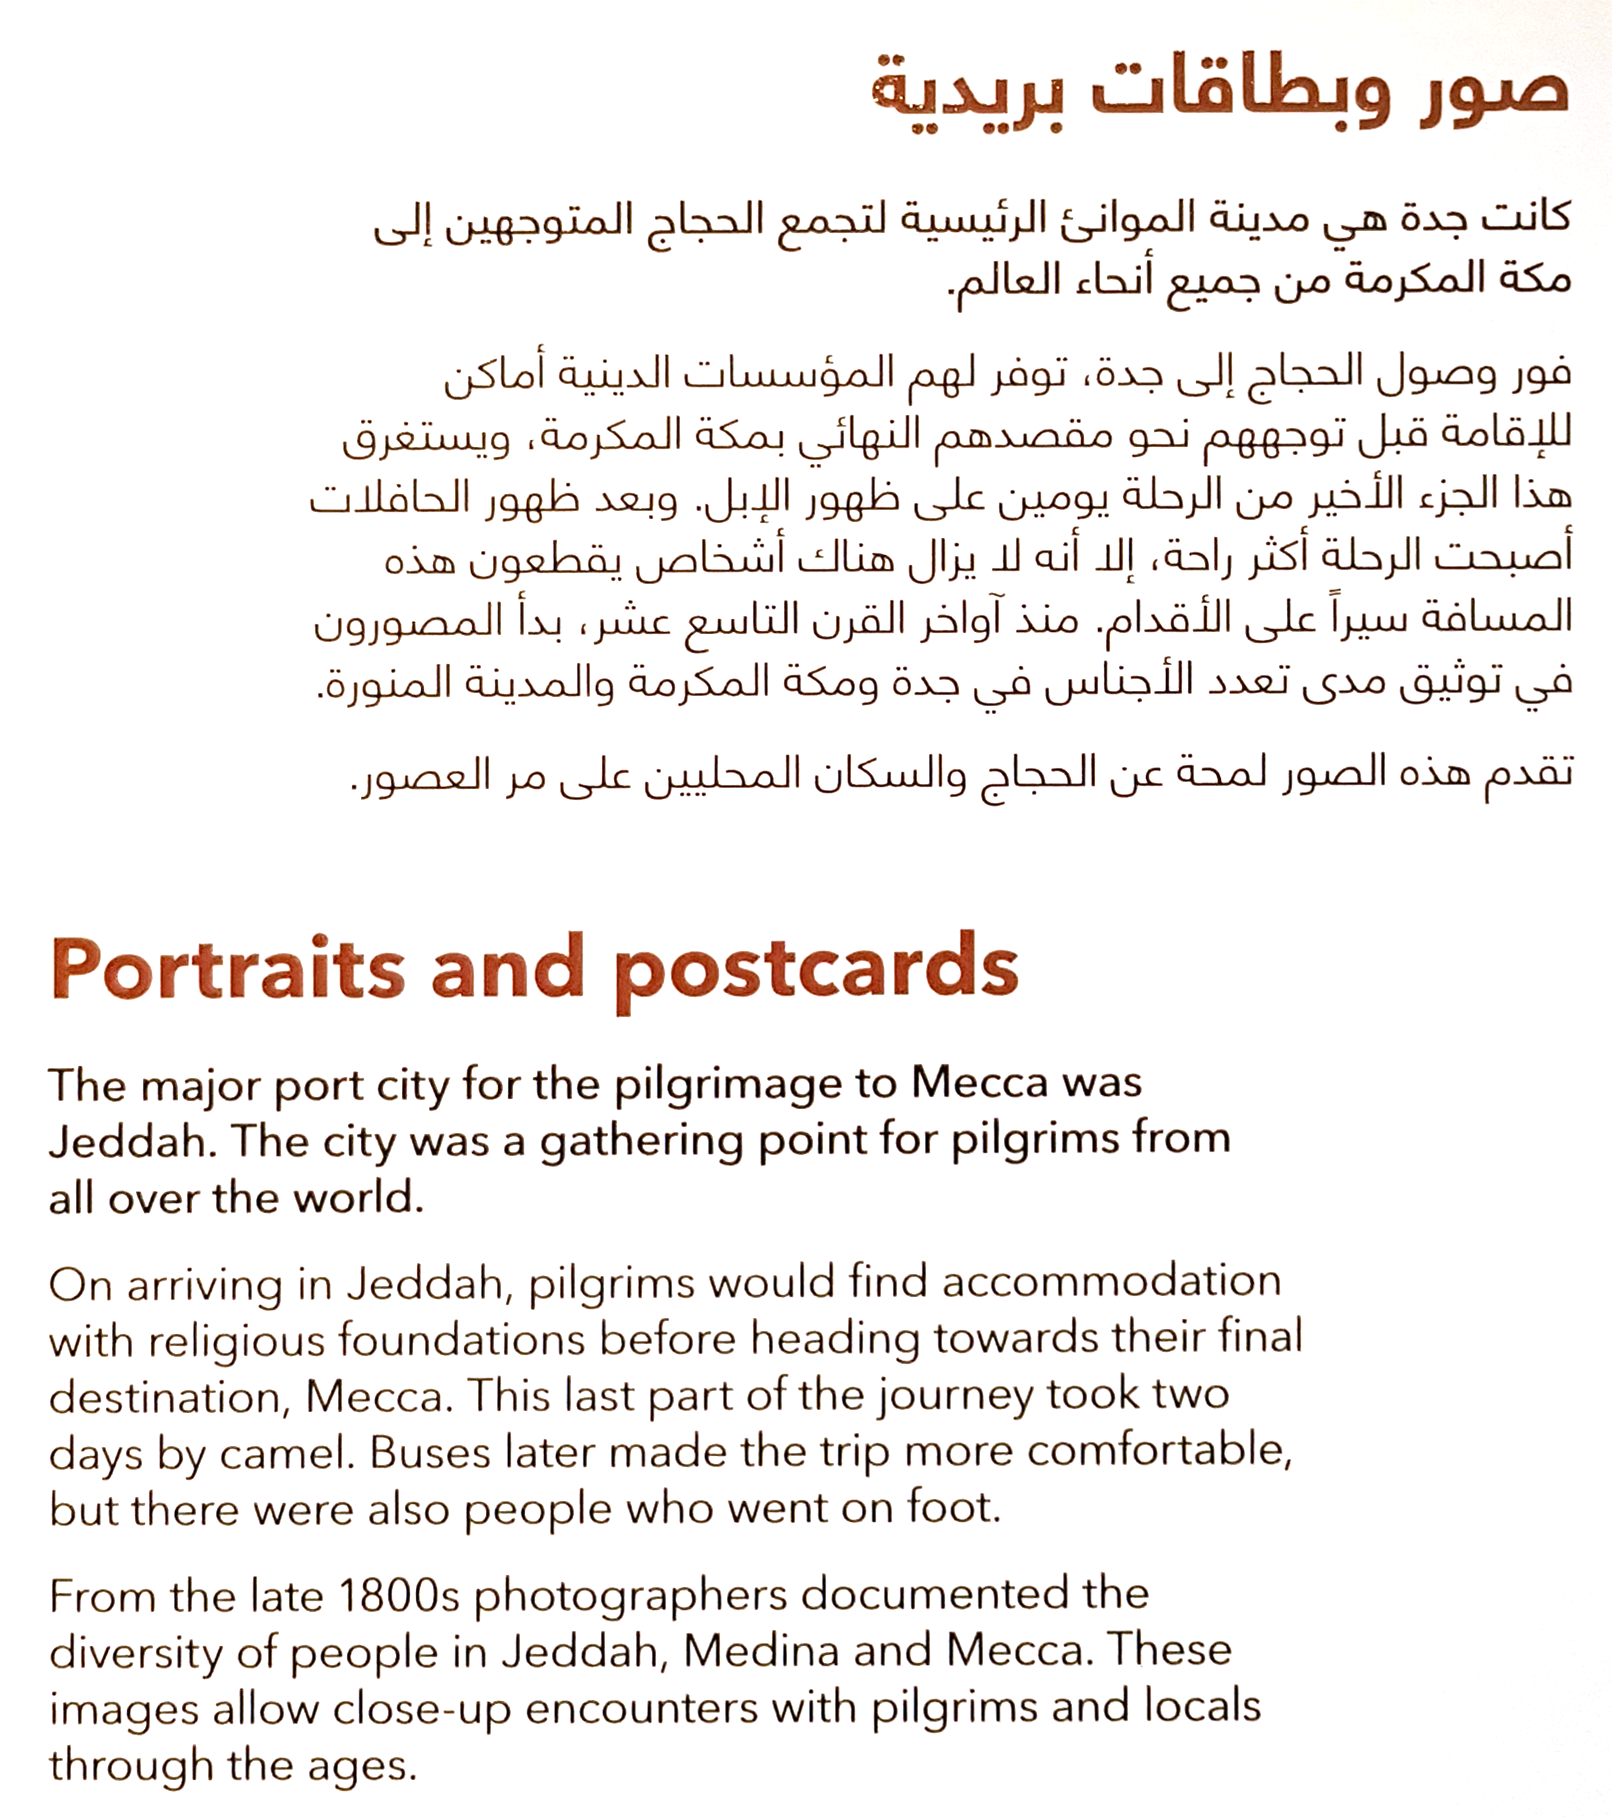 صور وبطاقات بريدية
كانت جدة هي مدينة الموانئ الرئيسية لتجمع الحجاج المتوجهين إلى
مكة المكرمة من جميع أنحاء العالم.
فور وصول الحجاج إلى جدة، توفر لهم المؤسسات الدينية أماكن
للإقامة قبل توجههم نحو مقصدهم النهائي بمكة المكرمة، ويستغرق
هذا الجزء الأخير من الرحلة يومين على ظهور الإبل. وبعد ظهور الحافلات
أصبحت الرحلة أكثر راحة، إلا أنه لا يزال هناك أشخاص يقطعون هذه
المسافة سيراً على الأقدام. منذ آواخر القرن التاسع عشر، بدأ المصورون
في توثيق مدى تعدد الأجناس في جدة ومكة المكرمة والمدينة المنورة.
تقدم هذه الصور لمحة عن الحجاج والسكان المحليين على مر العصور.
Portraits and postcards
The major port city for the pilgrimage to Mecca was
Jeddah. The city was a gathering point for pilgrims from
all over the world.
On arriving in Jeddah, pilgrims would find accommodation
with religious foundations before heading towards their final
destination, Mecca. This last part of the journey took two
days by camel. Buses later made the trip more comfortable,
but there were also people who went on foot.
From the late 1800s photographers documented the
diversity of people in Jeddah, Medina and Mecca. These
images allow close-up encounters with pilgrims and locals
through the ages.